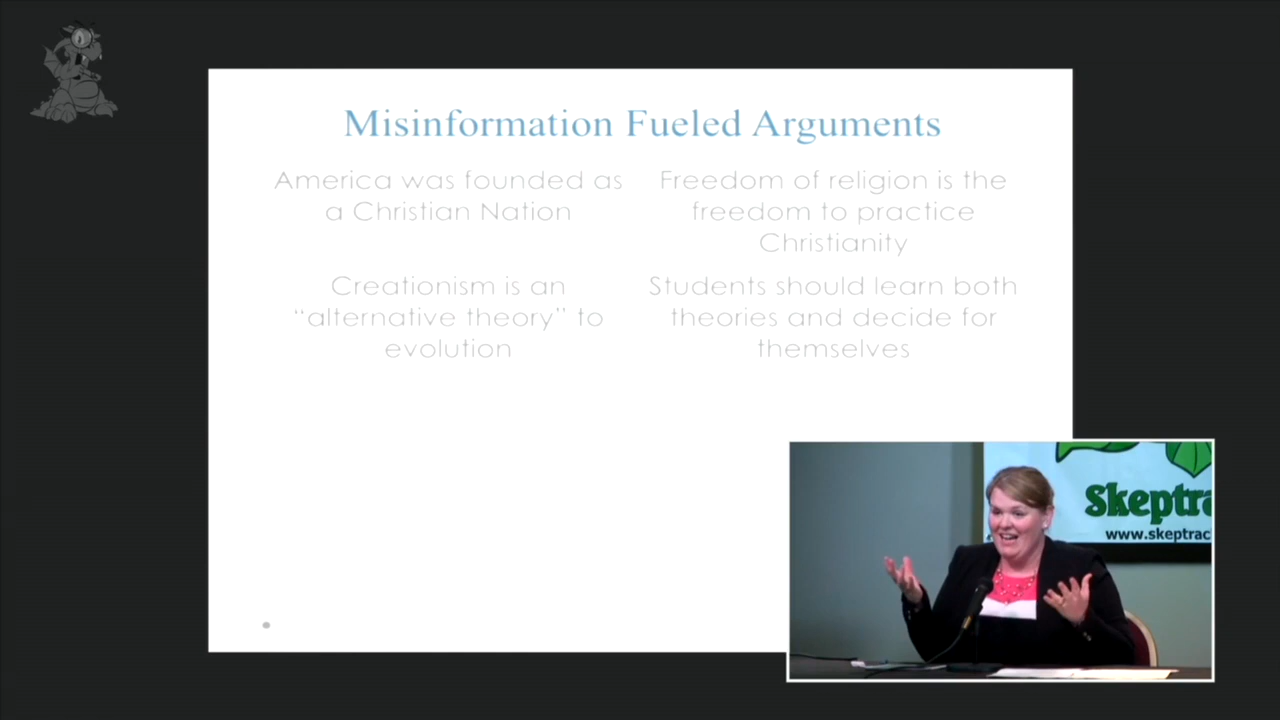 Misinformation Fueled Arguments
America was founded as
a Christian Nation
Freedom of religion is the
freedom to practice
Christianity
Creationism is an
“alternative theory” to
evolution
Students should learn both
theories and decide for
themselves
Skeptra
www.skeptrac